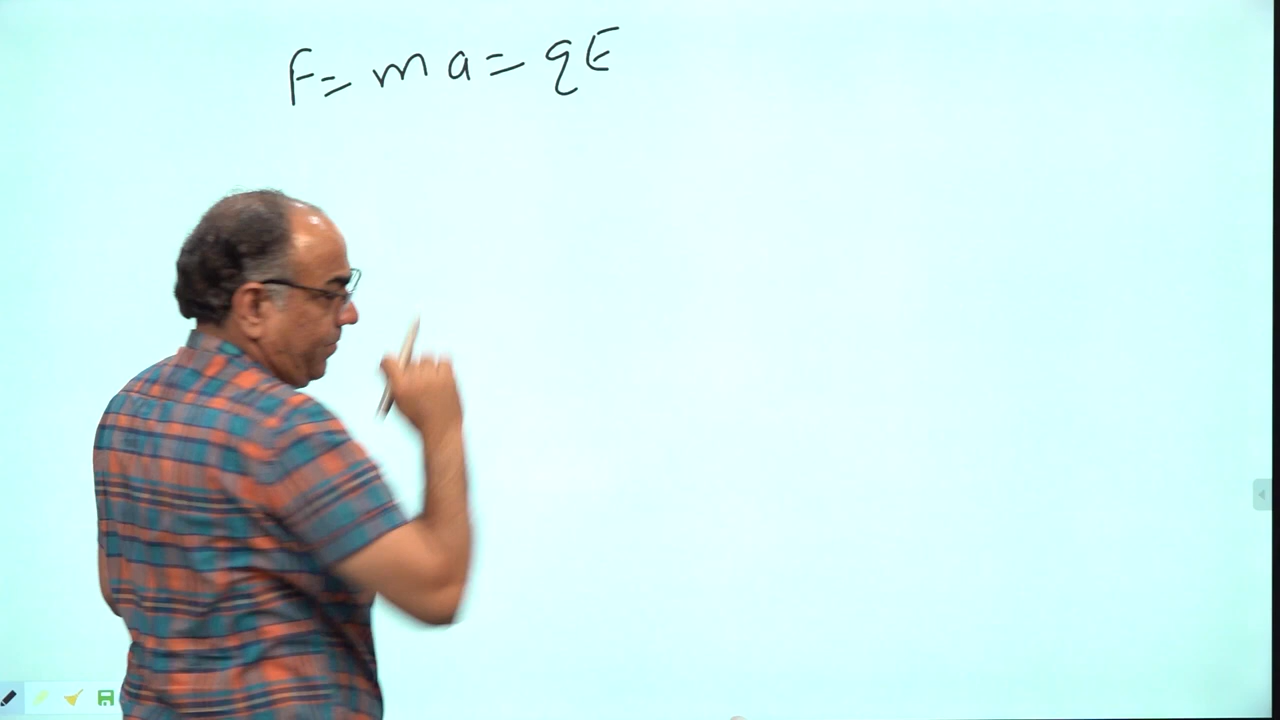 F = ma = qE